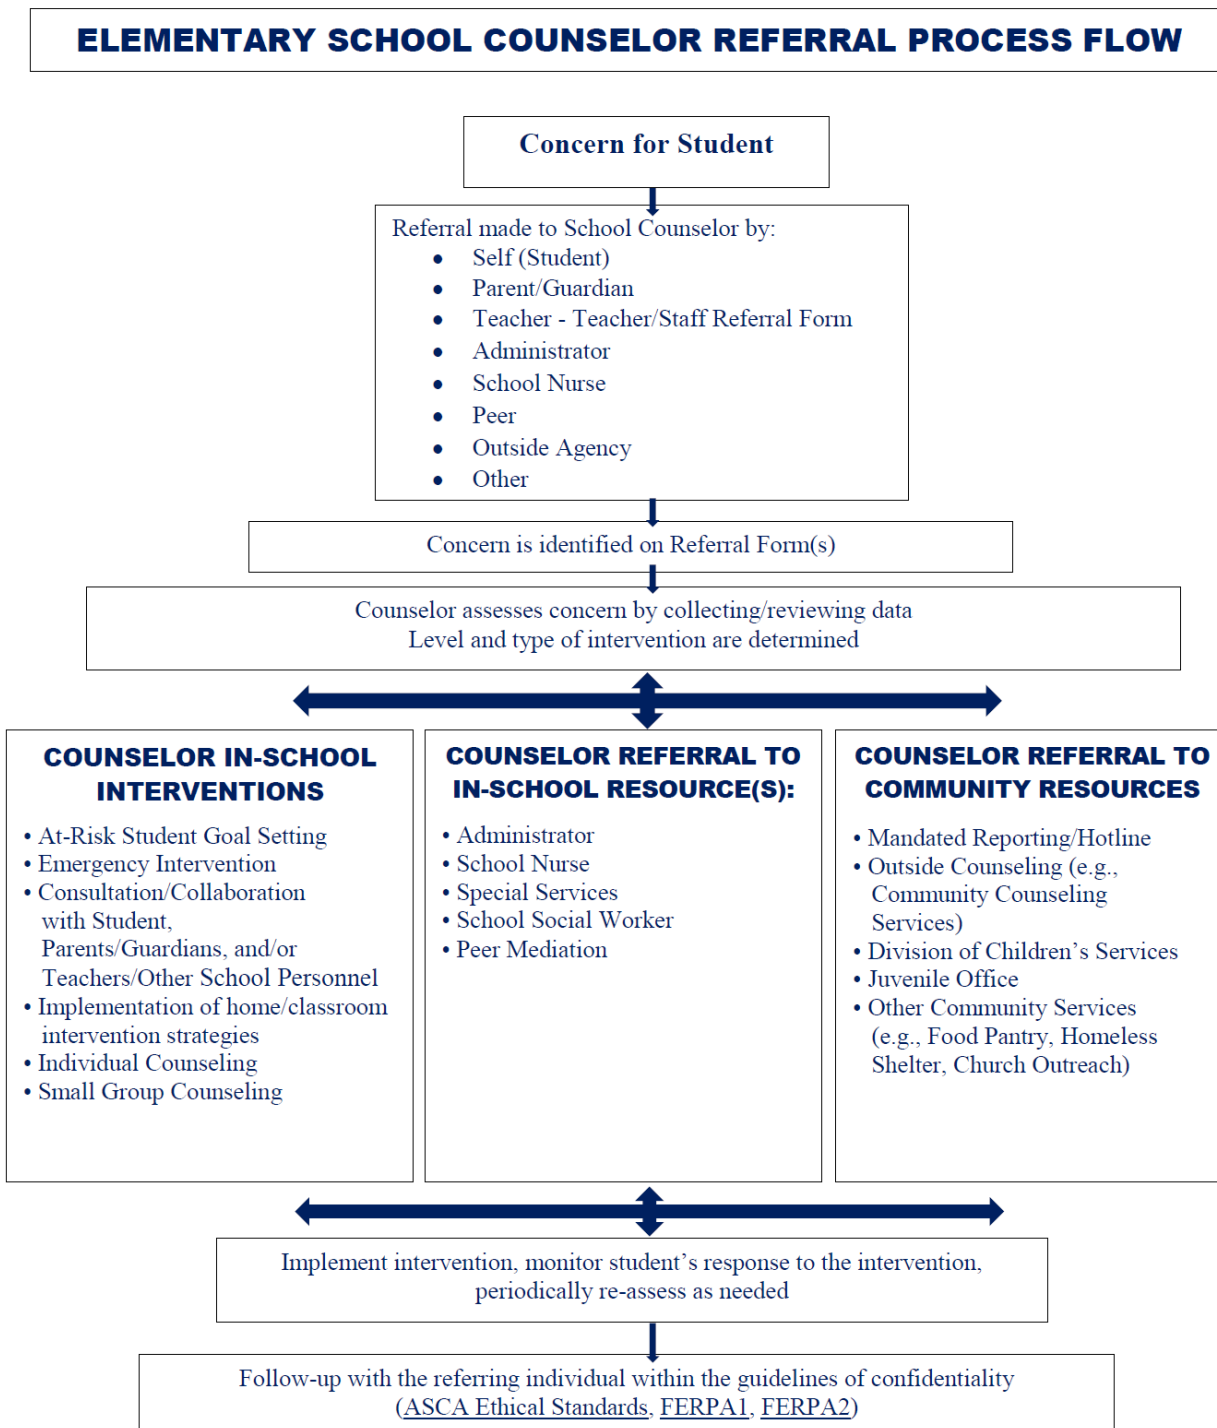 ELEMENTARY SCHOOL COUNSELOR REFERRAL PROCESS FLOW
Concern for Student
Referral made to School Counselor by:
• Self (Student)
• Parent/Guardian
• Teacher - Teacher/Staff Referral Form
• Administrator
• School Nurse
• Peer
• Outside Agency
• Other
Concern is identified on Referral Form(s)
Counselor assesses concern by collecting/reviewing data
Level and type of intervention are determined
COUNSELOR IN-SCHOOL
INTERVENTIONS
• At-Risk Student Goal Setting
• Emergency Intervention
• Consultation/Collaboration
with Student,
Parents/Guardians, and/or
Teachers/Other School Personnel
• Implementation of home/classroom
intervention strategies
• Individual Counseling
• Small Group Counseling
COUNSELOR REFERRAL TO
IN-SCHOOL RESOURCE(S):
• Administrator
• School Nurse
• Special Services
• School Social Worker
• Peer Mediation
COUNSELOR REFERRAL TO
COMMUNITY RESOURCES
• Mandated Reporting/Hotline
• Outside Counseling (e.g.,
Community Counseling
Services)
• Division of Children’s Services
• Juvenile Office
• Other Community Services
(e.g., Food Pantry, Homeless
Shelter, Church Outreach)
Implement intervention, monitor student’s response to the intervention,
periodically re-assess as needed
Follow-up with the referring individual within the guidelines of confidentiality
(ASCA Ethical Standards, FERPA1, FERPA2)